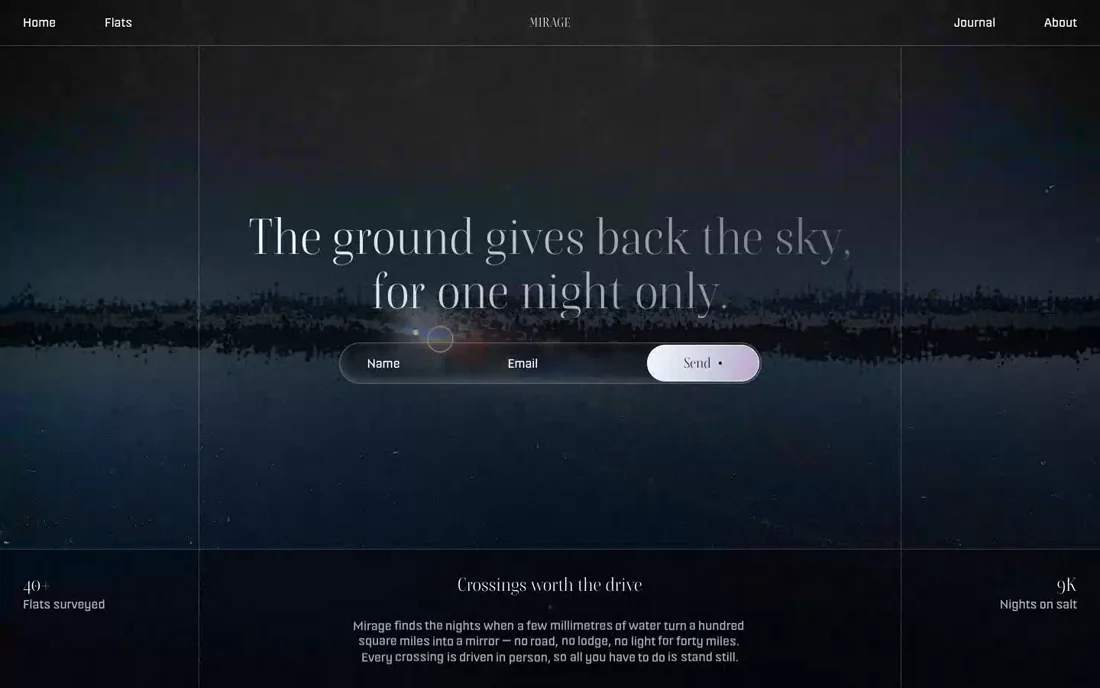 Home
Flats
MIRAGE
Journal
About
The ground gives back the sky,
for one night only.
Name
Email
Send
40+
Flats surveyed
Crossings worth the drive
Mirage finds the nights when a few millimetres of water turn a hundred
square miles into a mirror — no road, no lodge, no light for forty miles.
Every crossing is driven in person, so all you have to do is stand still.
9K
Nights on salt